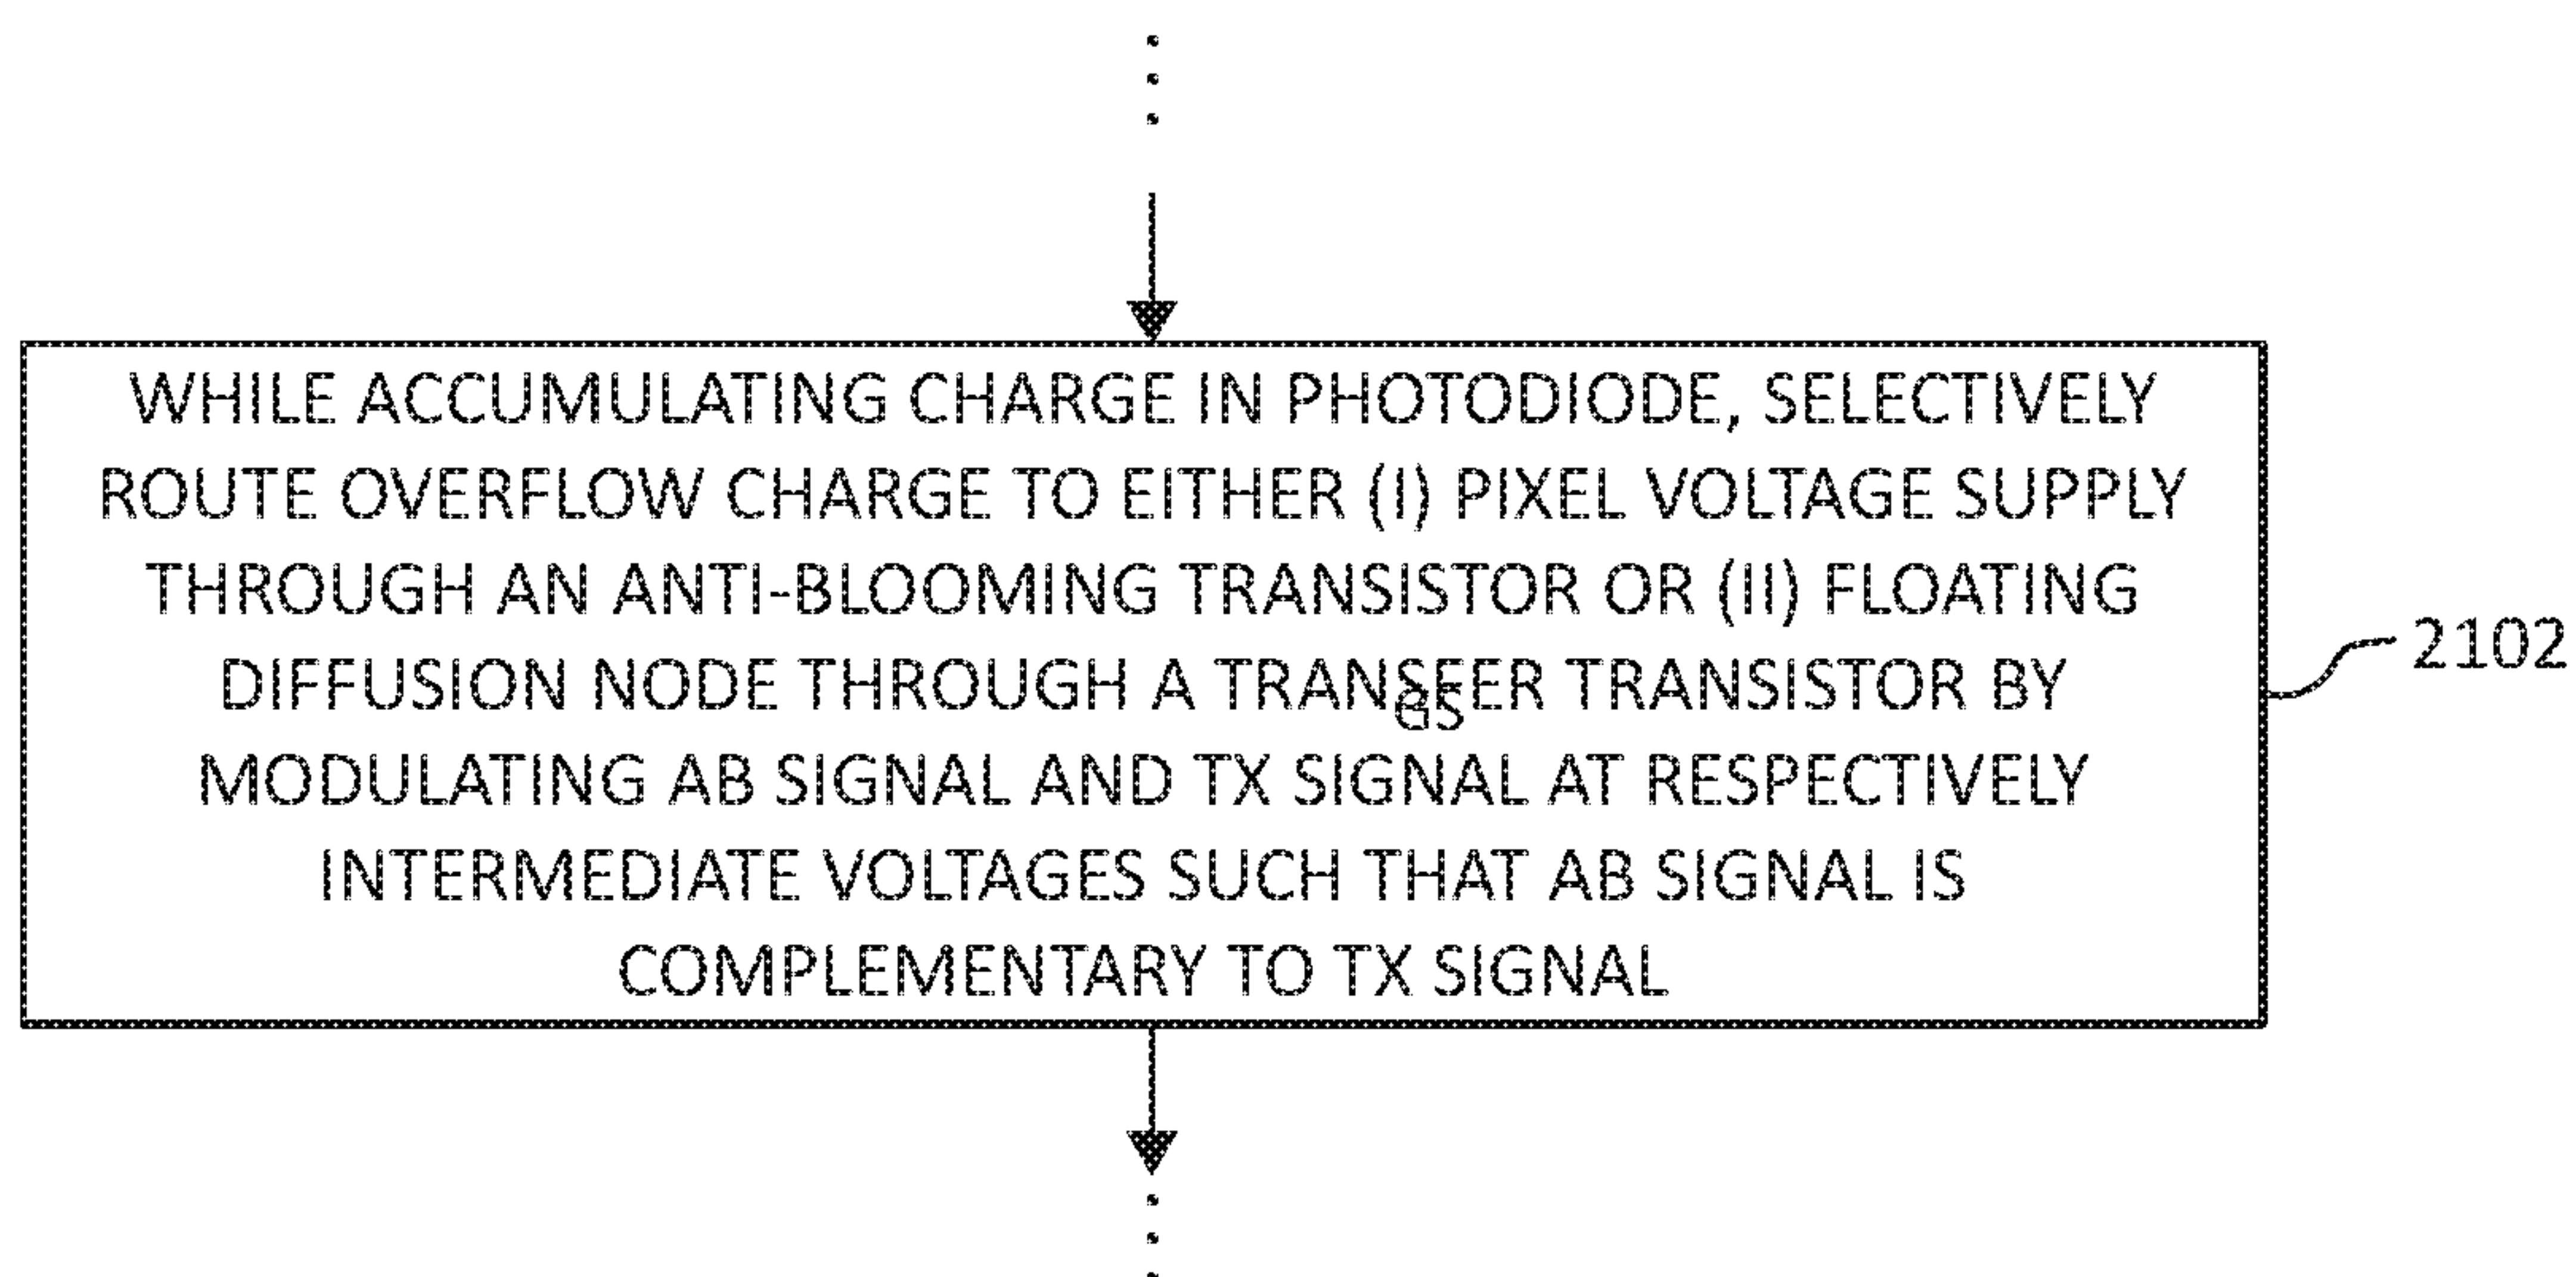 WHILE ACCUMULATING CHARGE IN PHOTODIODE, SELECTIVELY
ROUTE OVERFLOW CHARGE TO EITHER (I) PIXEL VOLTAGE SUPPLY
THROUGH AN ANTI-BLOOMING TRANSISTOR OR (II) FLOATING
DIFFUSION NODE THROUGH A TRANSFER TRANSISTOR BY
GS
MODULATING AB SIGNAL AND TX SIGNAL AT RESPECTIVELY
INTERMEDIATE VOLTAGES SUCH THAT AB SIGNAL IS
COMPLEMENTARY TO TX SIGNAL
2102